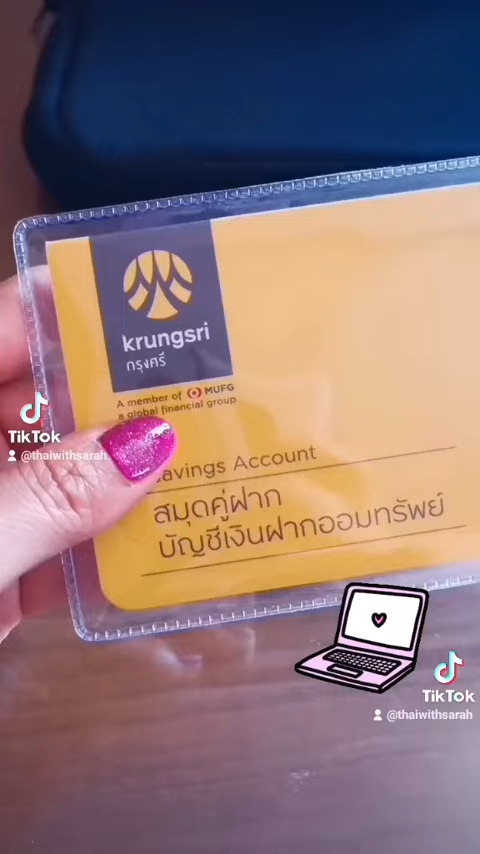 krungsri
กรุงศรี
A member of MUFG
a global financial group
TikTok
@thaiwithsarah
Savings Account
สมุดคู่ฝาก
บัญชีเงินฝากออมทรัพย์
TikTok
@thaiwithsarah